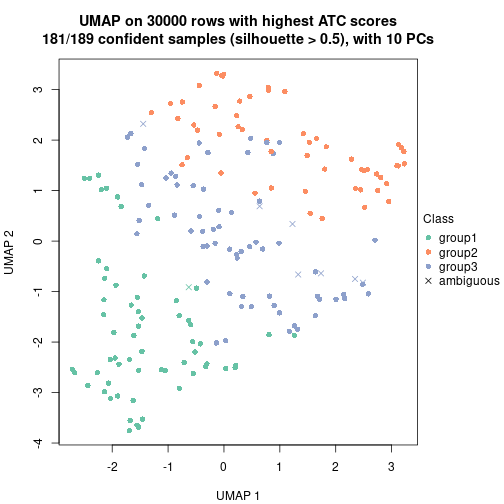 UMAP on 30000 rows with highest ATC scores
181/189 confident samples (silhouette > 0.5), with 10 PCs
3
2
1
0
-1
-2
-3
-4
UMAP 2
-2 -1 0 1 2 3
UMAP 1
Class
group1
group2
group3
ambiguous